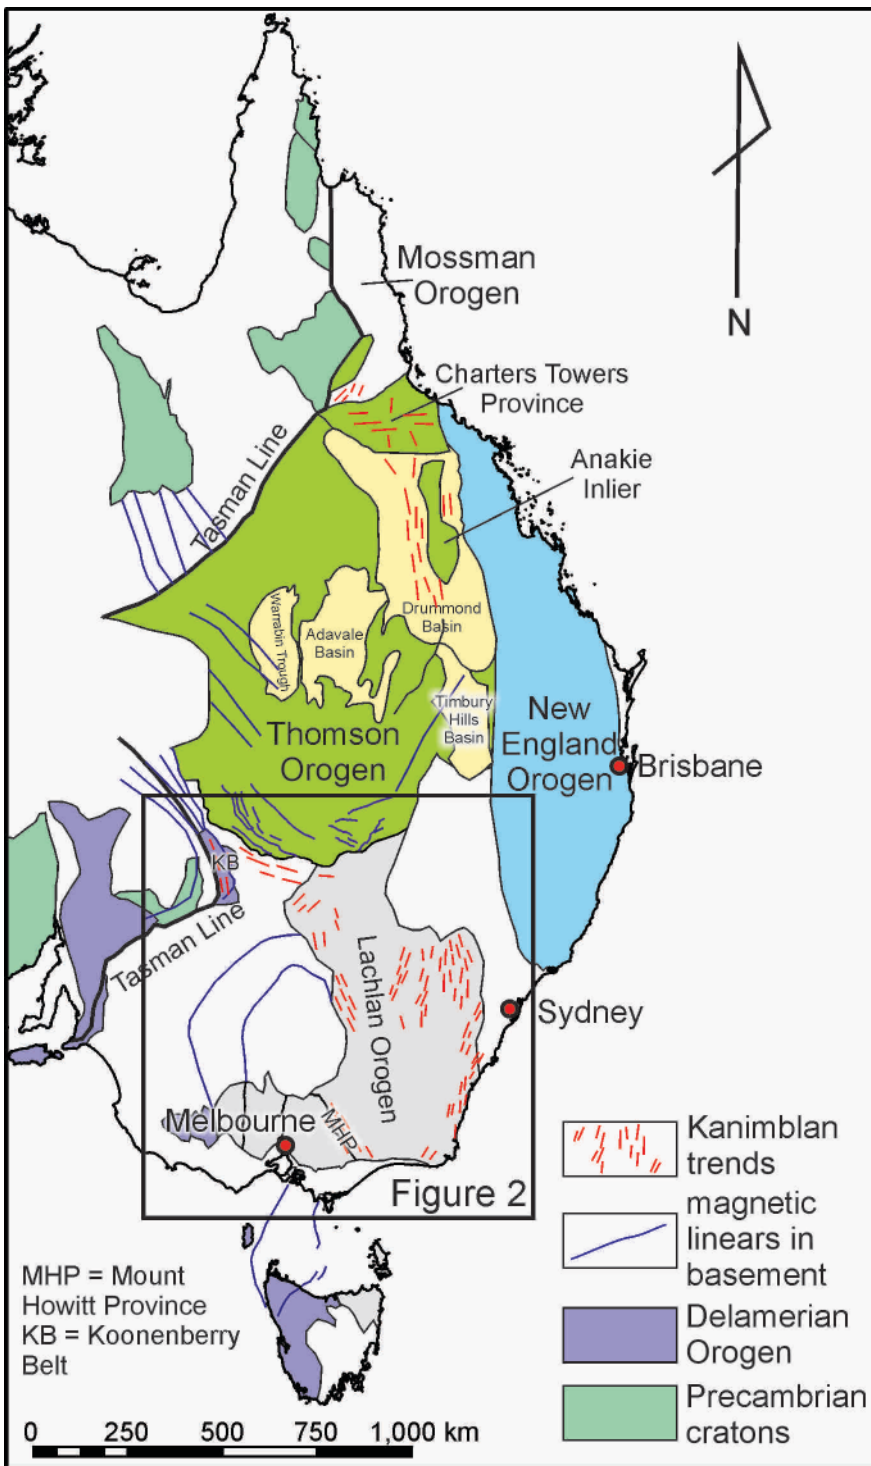 Mossman
Orogen
N
Charters Towers
Province
Tasman Line
Anakie
Inlier
Warrabin Trough
Adavale
Basin
Drummond
Basin
Timbury
Hills
Basin
Thomson
Orogen
New
England
Orogen
Brisbane
KB
Tasman Line
Lachlan Orogen
Sydney
Melbourne
MHP
Figure 2
MHP = Mount
Howitt Province
KB = Koonenberry
Belt
Kanimblan
trends
magnetic
linears in
basement
Delamerian
Orogen
Precambrian
cratons
0 250 500 750 1,000 km